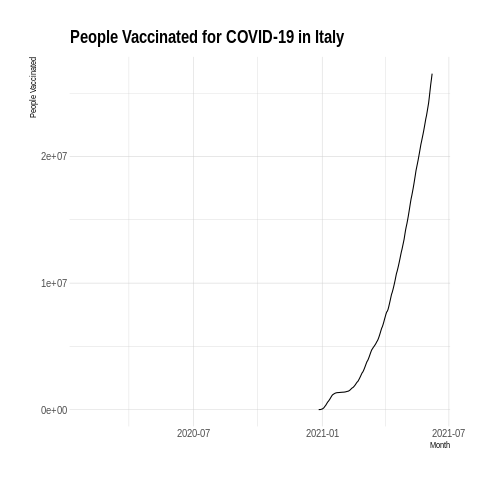 People Vaccinated for COVID-19 in Italy
People Vaccinated
2e+07
1e+07
0e+00
2020-07
2021-01
2021-07
Month